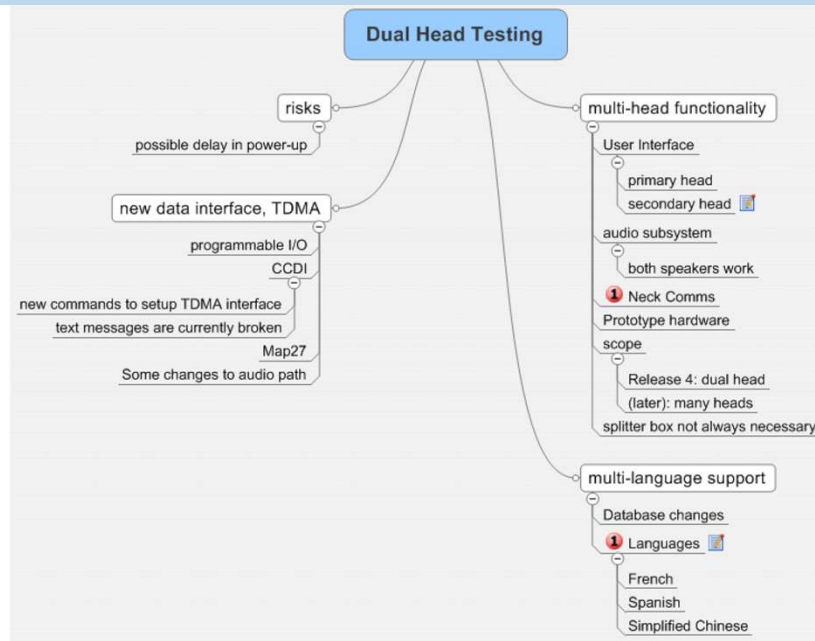 Dual Head Testing
risks
possible delay in power-up
new data interface, TDMA
programmable I/O
CCDI
new commands to setup TDMA interface
text messages are currently broken
Map27
Some changes to audio path
multi-head functionality
User Interface
primary head
secondary head
audio subsystem
both speakers work
1 Neck Comms
Prototype hardware
scope
Release 4: dual head
(later): many heads
splitter box not always necessary
multi-language support
Database changes
1 Languages
French
Spanish
Simplified Chinese